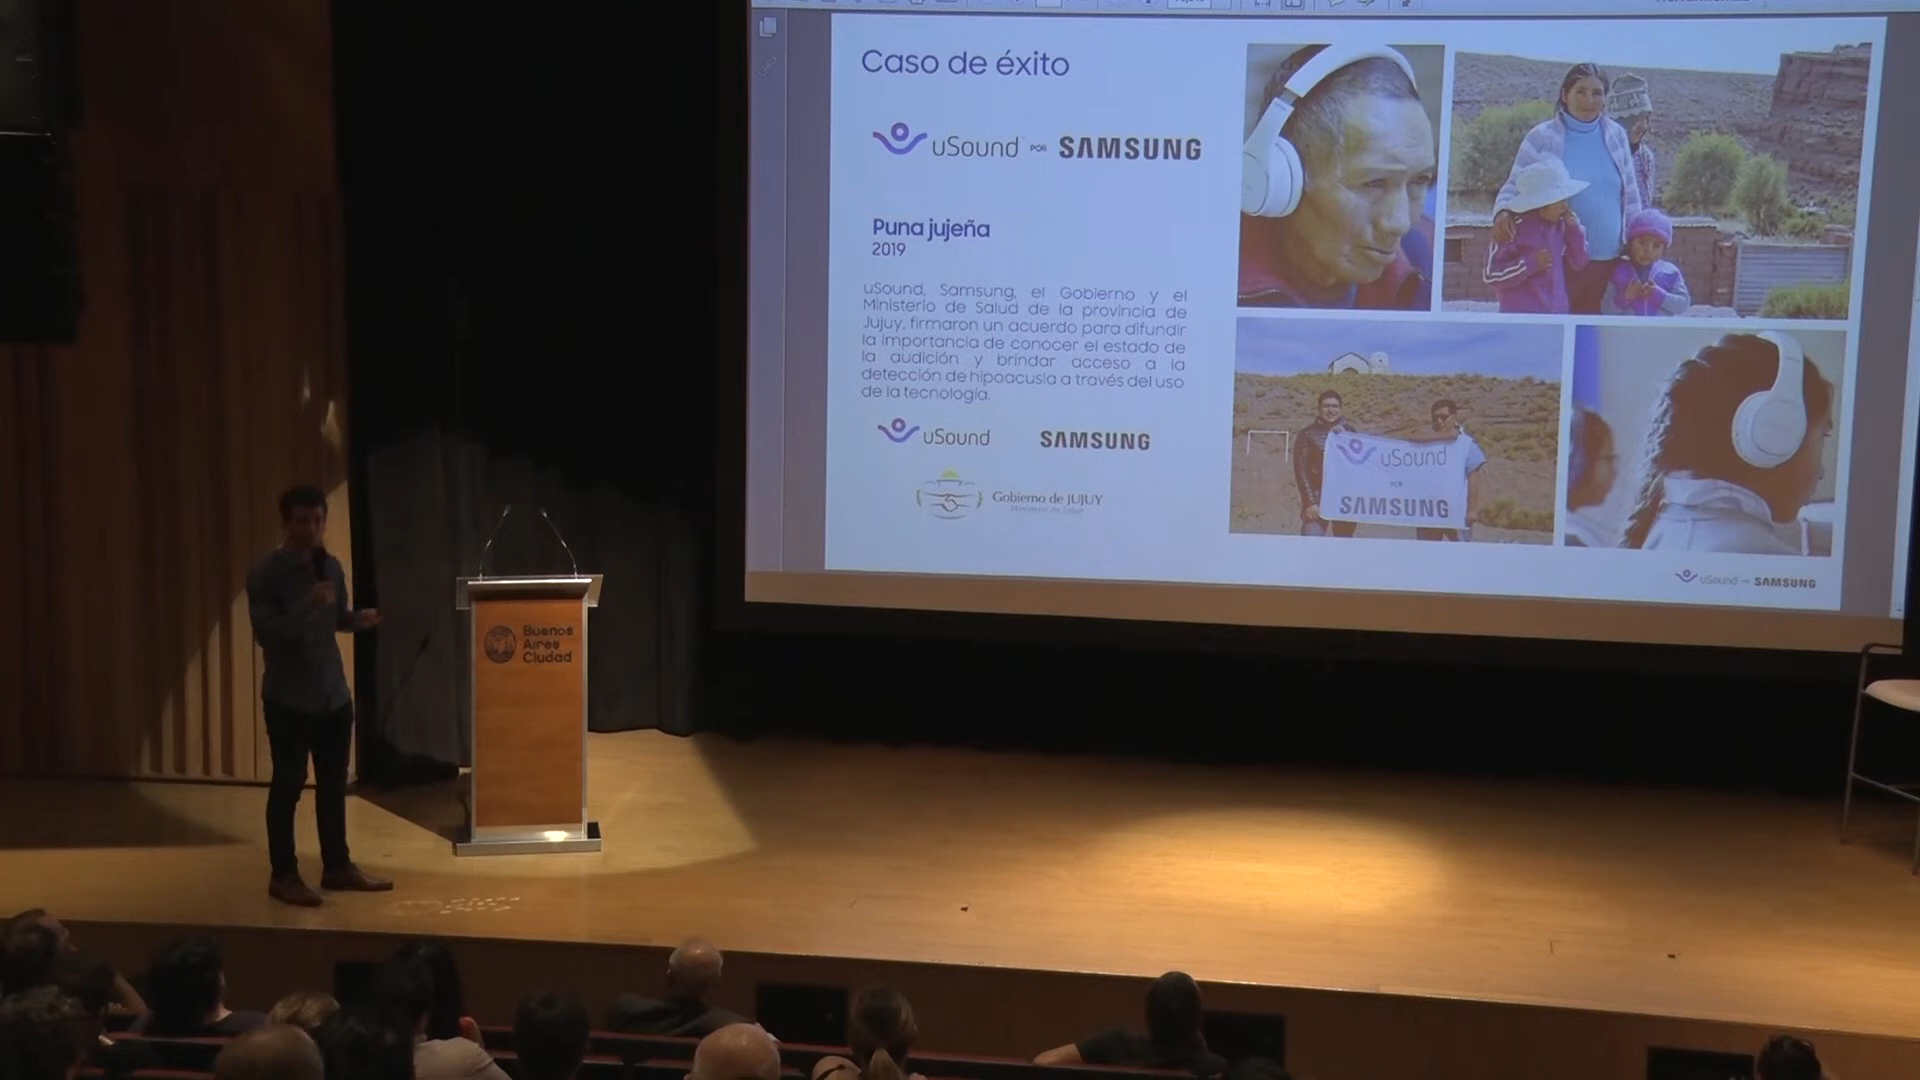 Caso de éxito
uSound POR SAMSUNG
Puna jujeña
2019
uSound, Samsung, el Gobierno y el
Ministerio de Salud de la provincia de
Jujuy, firmaron un acuerdo para difundir
la importancia de conocer el estado de
la audición y brindar acceso a la
detección de hipoacusia a través del uso
de la tecnología.
uSound SAMSUNG
Gobierno de JUJUY
Ministerio de Salud
uSound
POR
SAMSUNG
uSound SAMSUNG
Buenos
Aires
Ciudad